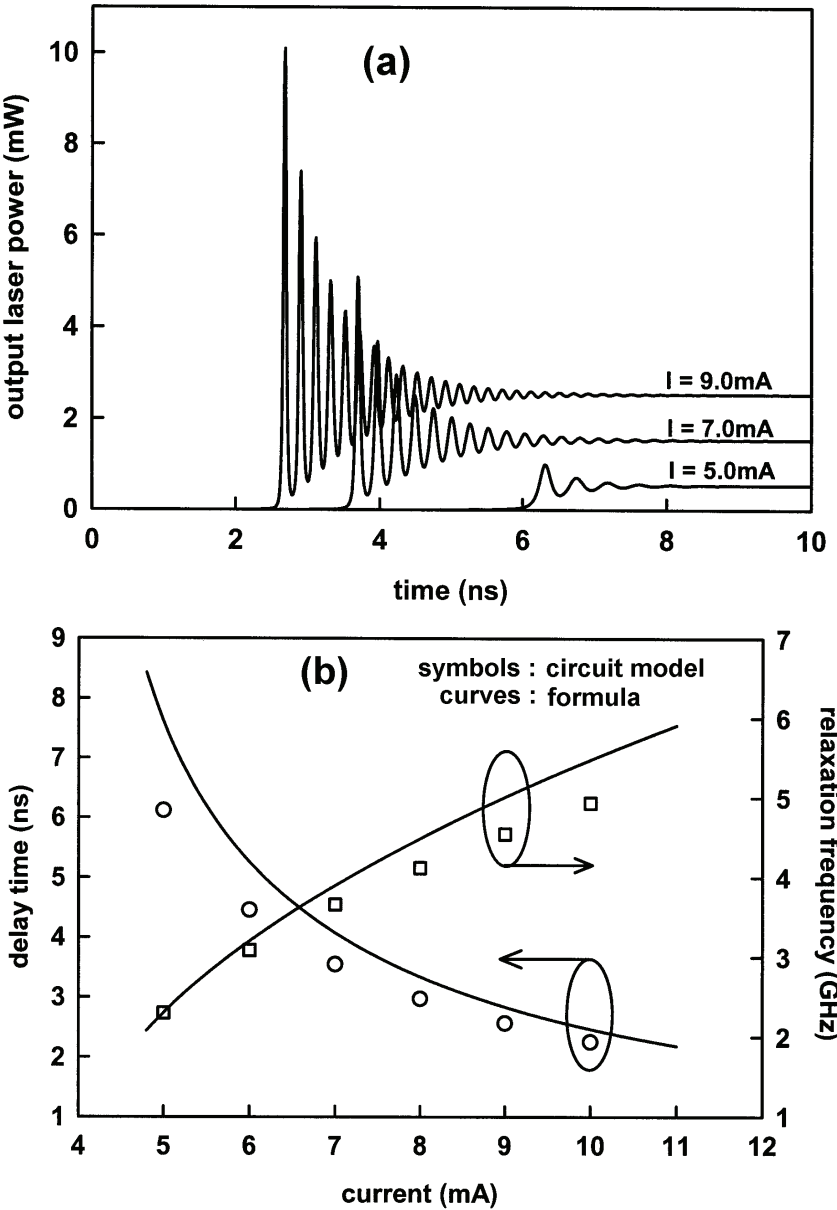 (a)
output laser power (mW)
10
8
6
4
2
0
I = 9.0mA
I = 7.0mA
I = 5.0mA
0 2 4 6 8 10
time (ns)
(b)
symbols : circuit model
curves : formula
delay time (ns)
9
8
7
6
5
4
3
2
1
relaxation frequency (GHz)
7
6
5
4
3
2
1
4 5 6 7 8 9 10 11 12
current (mA)